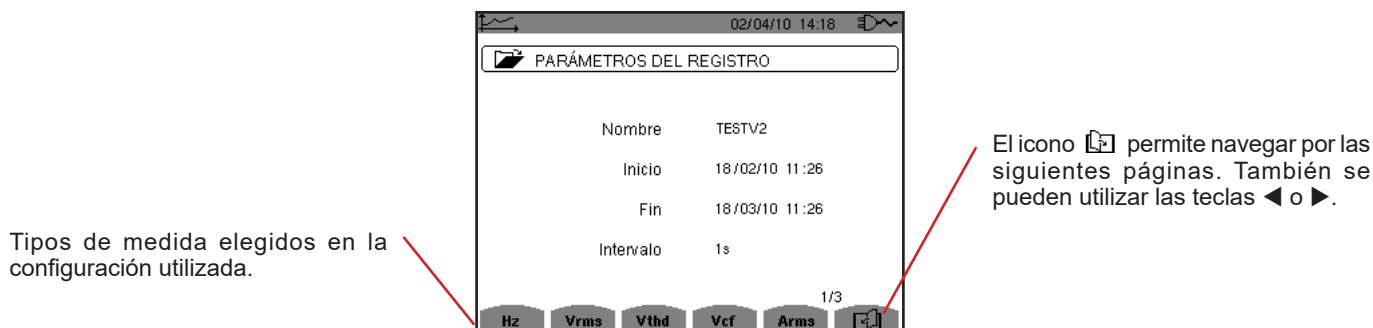 02/04/10 14:18
PARÁMETROS DEL REGISTRO
Nombre TESTV2
Inicio 18/02/10 11:26
Fin 18/03/10 11:26
Intervalo 1s
1/3
Hz Vrms Vthd Vcf Arms
Tipos de medida elegidos en la
configuración utilizada.
El icono permite navegar por las
siguientes páginas. También se
pueden utilizar las teclas ◄ o ►.